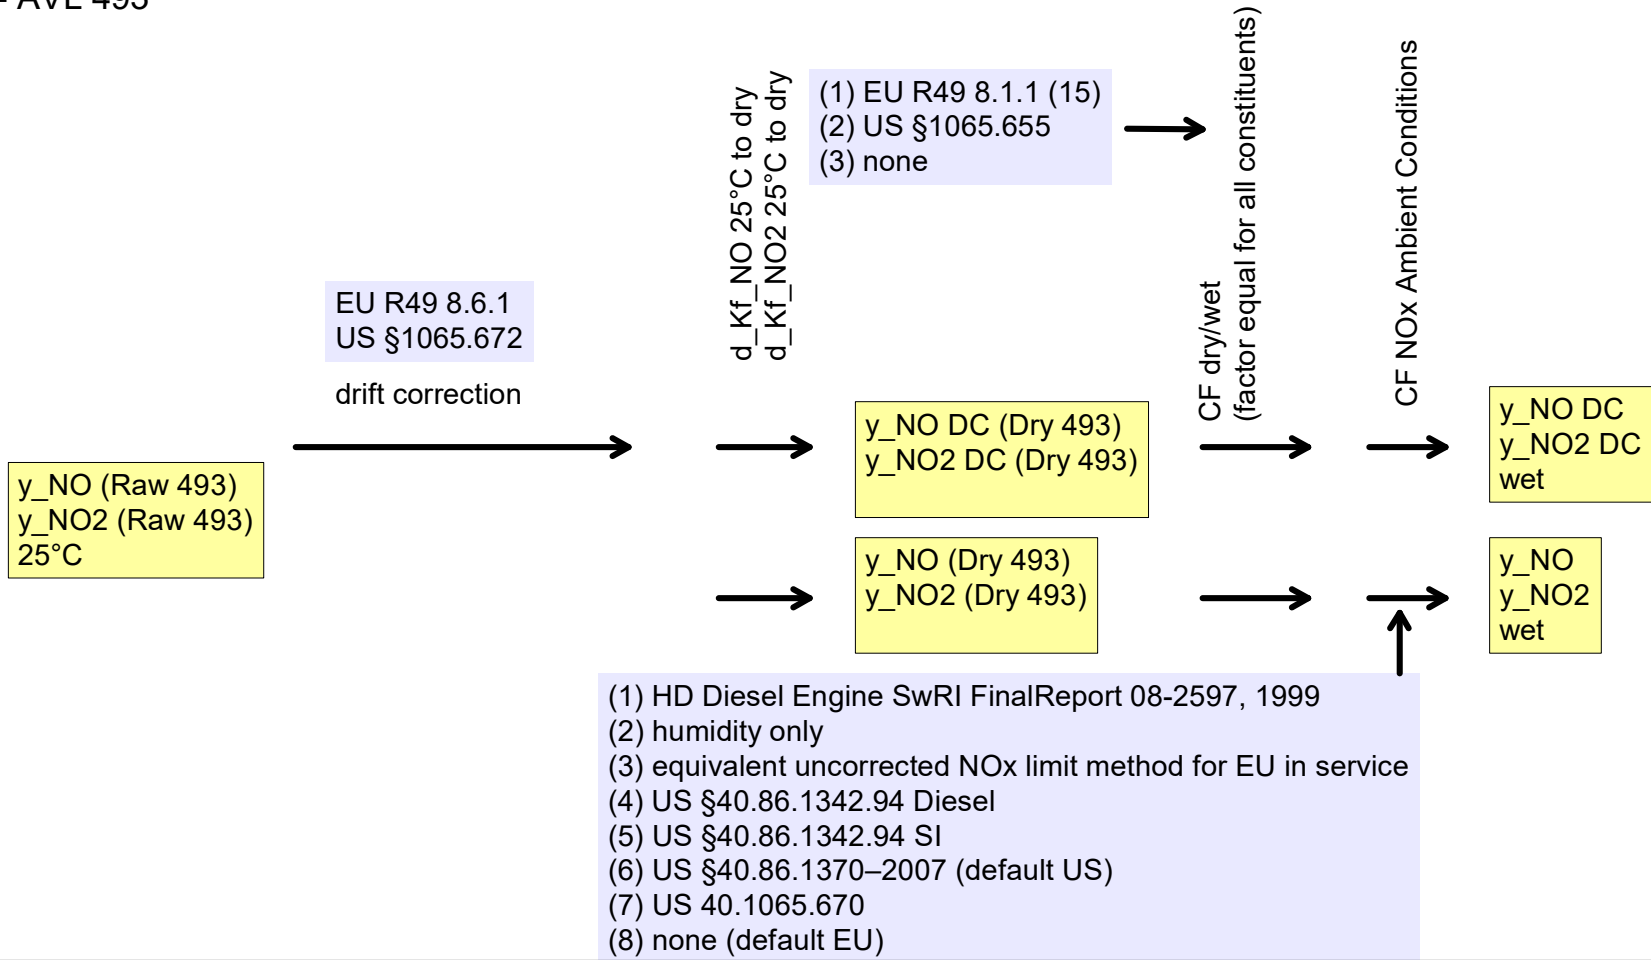 - AVL 493
d_Kf_NO 25°C to dry
d_Kf_NO2 25°C to dry
(1) EU R49 8.1.1 (15)
(2) US §1065.655
(3) none
CF dry/wet
(factor equal for all constituents)
CF NOx Ambient Conditions
EU R49 8.6.1
US §1065.672
drift correction
y_NO (Raw 493)
y_NO2 (Raw 493)
25°C
y_NO DC (Dry 493)
y_NO2 DC (Dry 493)
y_NO DC
y_NO2 DC
wet
y_NO (Dry 493)
y_NO2 (Dry 493)
y_NO
y_NO2
wet
(1) HD Diesel Engine SwRI FinalReport 08-2597, 1999
(2) humidity only
(3) equivalent uncorrected NOx limit method for EU in service
(4) US §40.86.1342.94 Diesel
(5) US §40.86.1342.94 SI
(6) US §40.86.1370–2007 (default US)
(7) US 40.1065.670
(8) none (default EU)